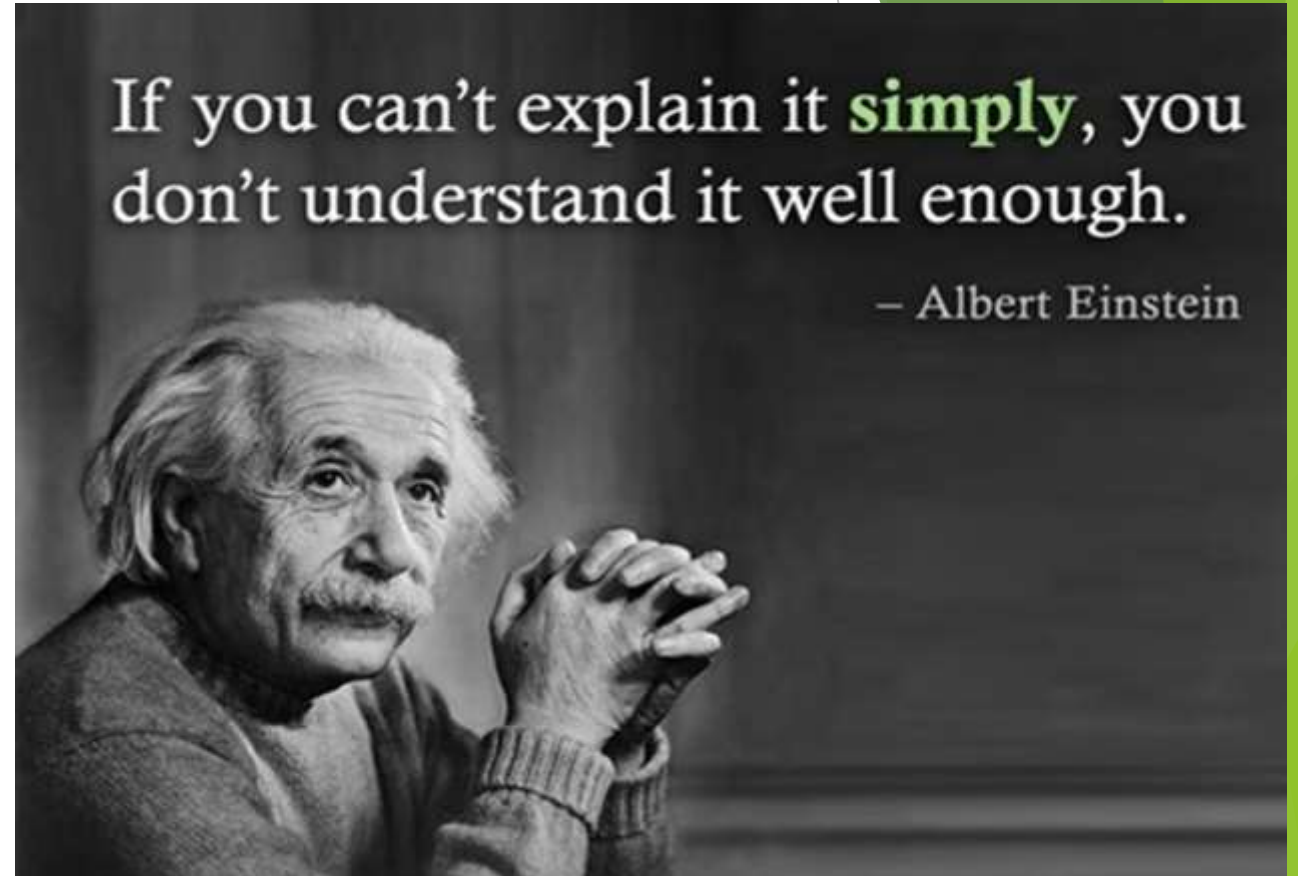 If you can’t explain it simply, you
don’t understand it well enough.
– Albert Einstein